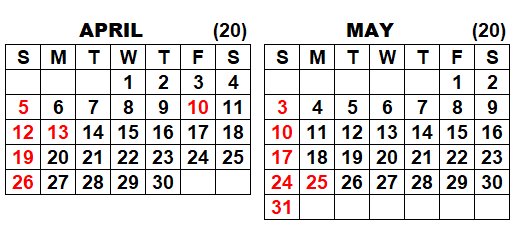 APRIL (20)
S M T W T F S
1 2 3 4
5 6 7 8 9 10 11
12 13 14 15 16 17 18
19 20 21 22 23 24 25
26 27 28 29 30
MAY (20)
S M T W T F S
1 2
3 4 5 6 7 8 9
10 11 12 13 14 15 16
17 18 19 20 21 22 23
24 25 26 27 28 29 30
31